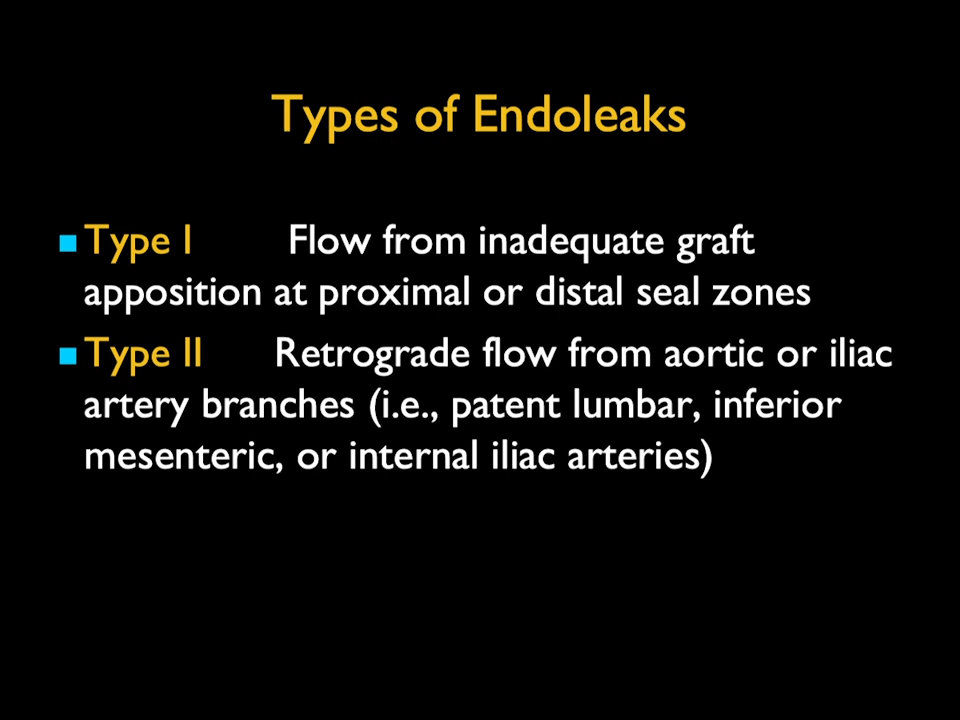 Types of Endoleaks
Type I Flow from inadequate graft
apposition at proximal or distal seal zones
Type II Retrograde flow from aortic or iliac
artery branches (i.e., patent lumbar, inferior
mesenteric, or internal iliac arteries)